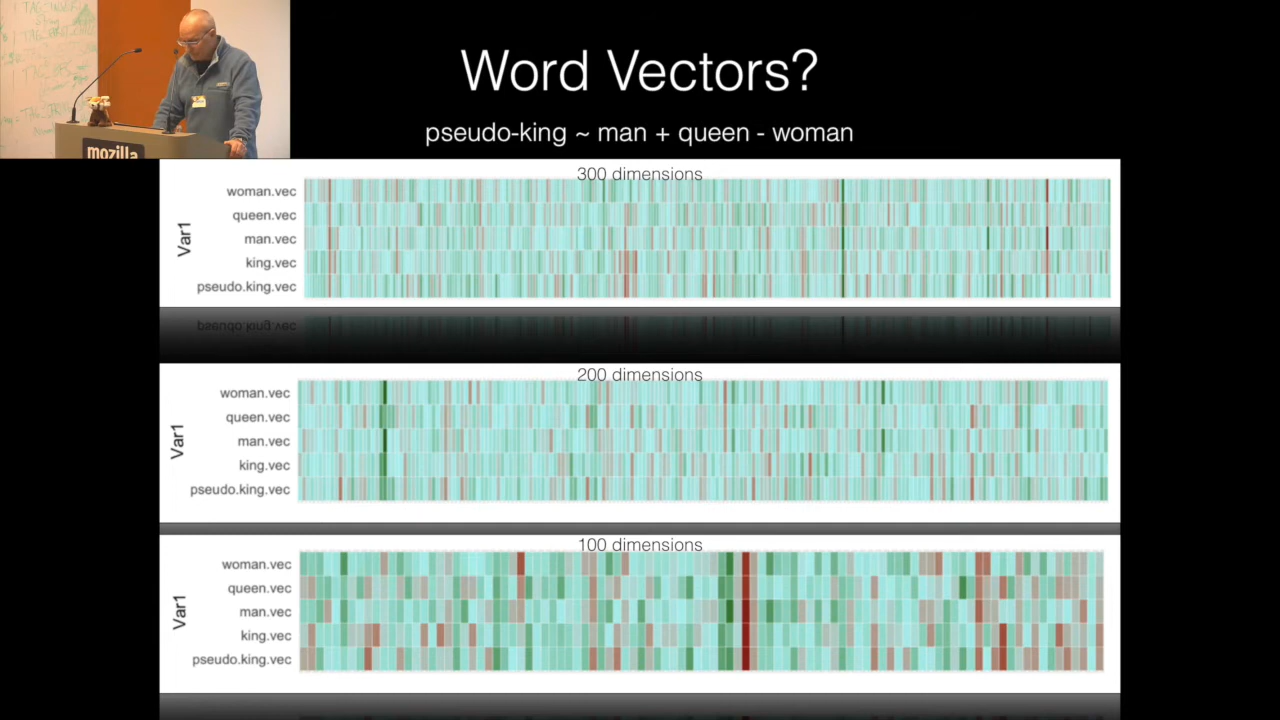 Word Vectors?
pseudo-king ~ man + queen - woman
mozilla
300 dimensions
Var1
woman.vec
queen.vec
man.vec
king.vec
pseudo.king.vec
200 dimensions
Var1
woman.vec
queen.vec
man.vec
king.vec
pseudo.king.vec
100 dimensions
Var1
woman.vec
queen.vec
man.vec
king.vec
pseudo.king.vec